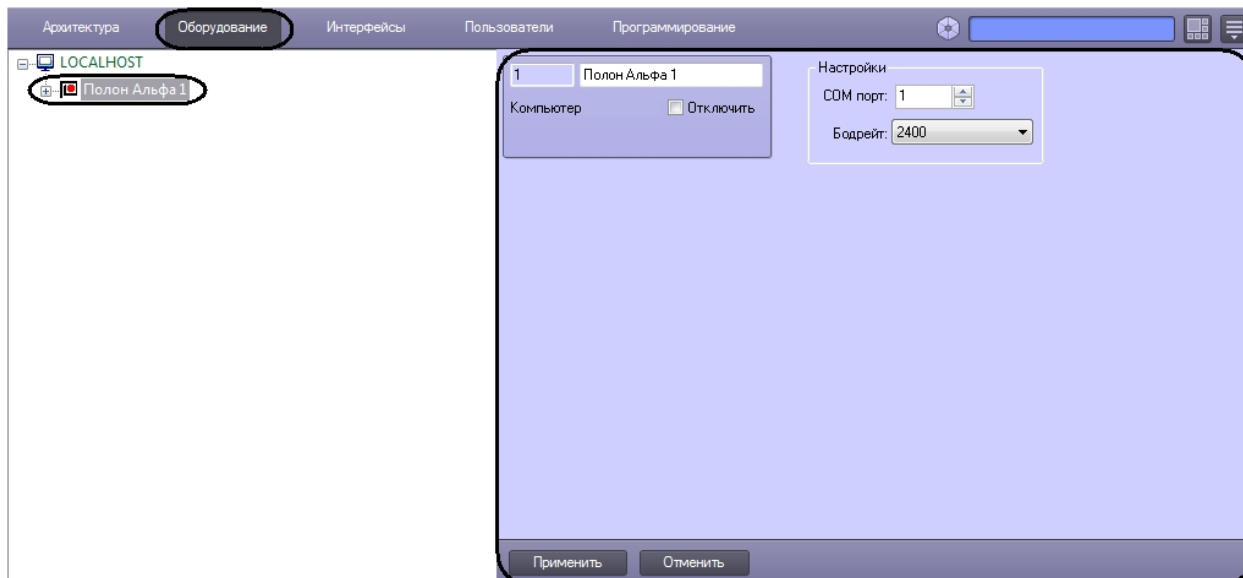 Архитектура Оборудование Интерфейсы Пользователи Программирование
LOCALHOST
Полон Альфа 1
1 Полон Альфа 1
Компьютер Отключить
Настройки
COM порт: 1
Бодрейт: 2400
Применить Отменить